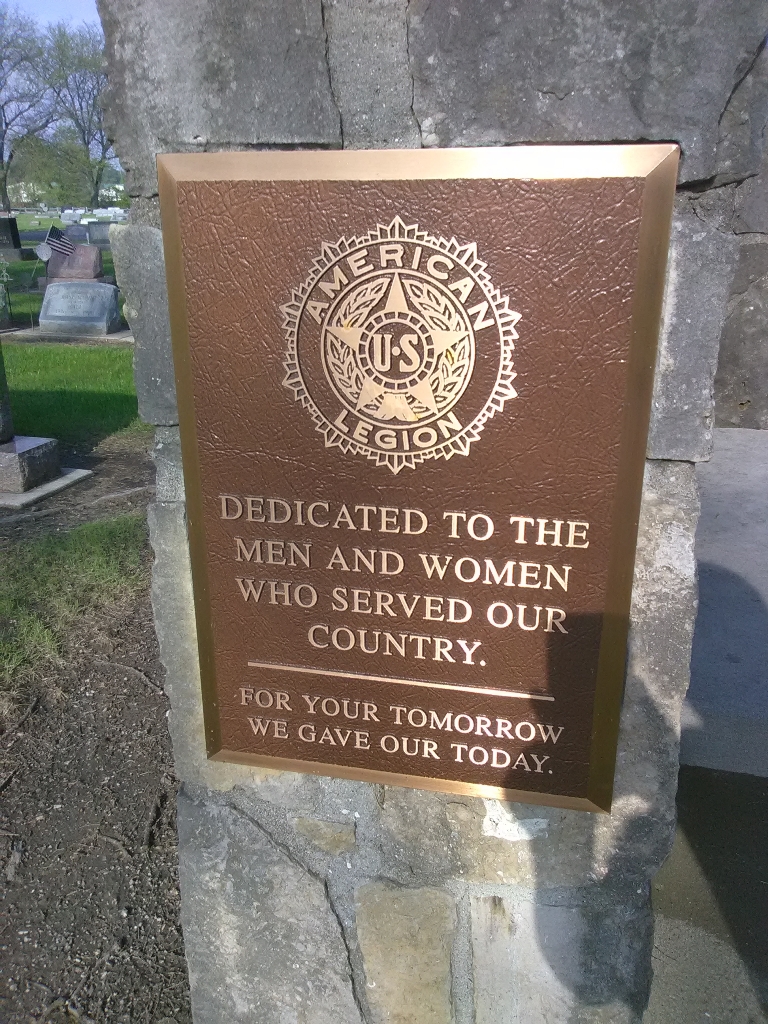 AMERICAN
U·S
LEGION
DEDICATED TO THE
MEN AND WOMEN
WHO SERVED OUR
COUNTRY.
FOR YOUR TOMORROW
WE GAVE OUR TODAY.